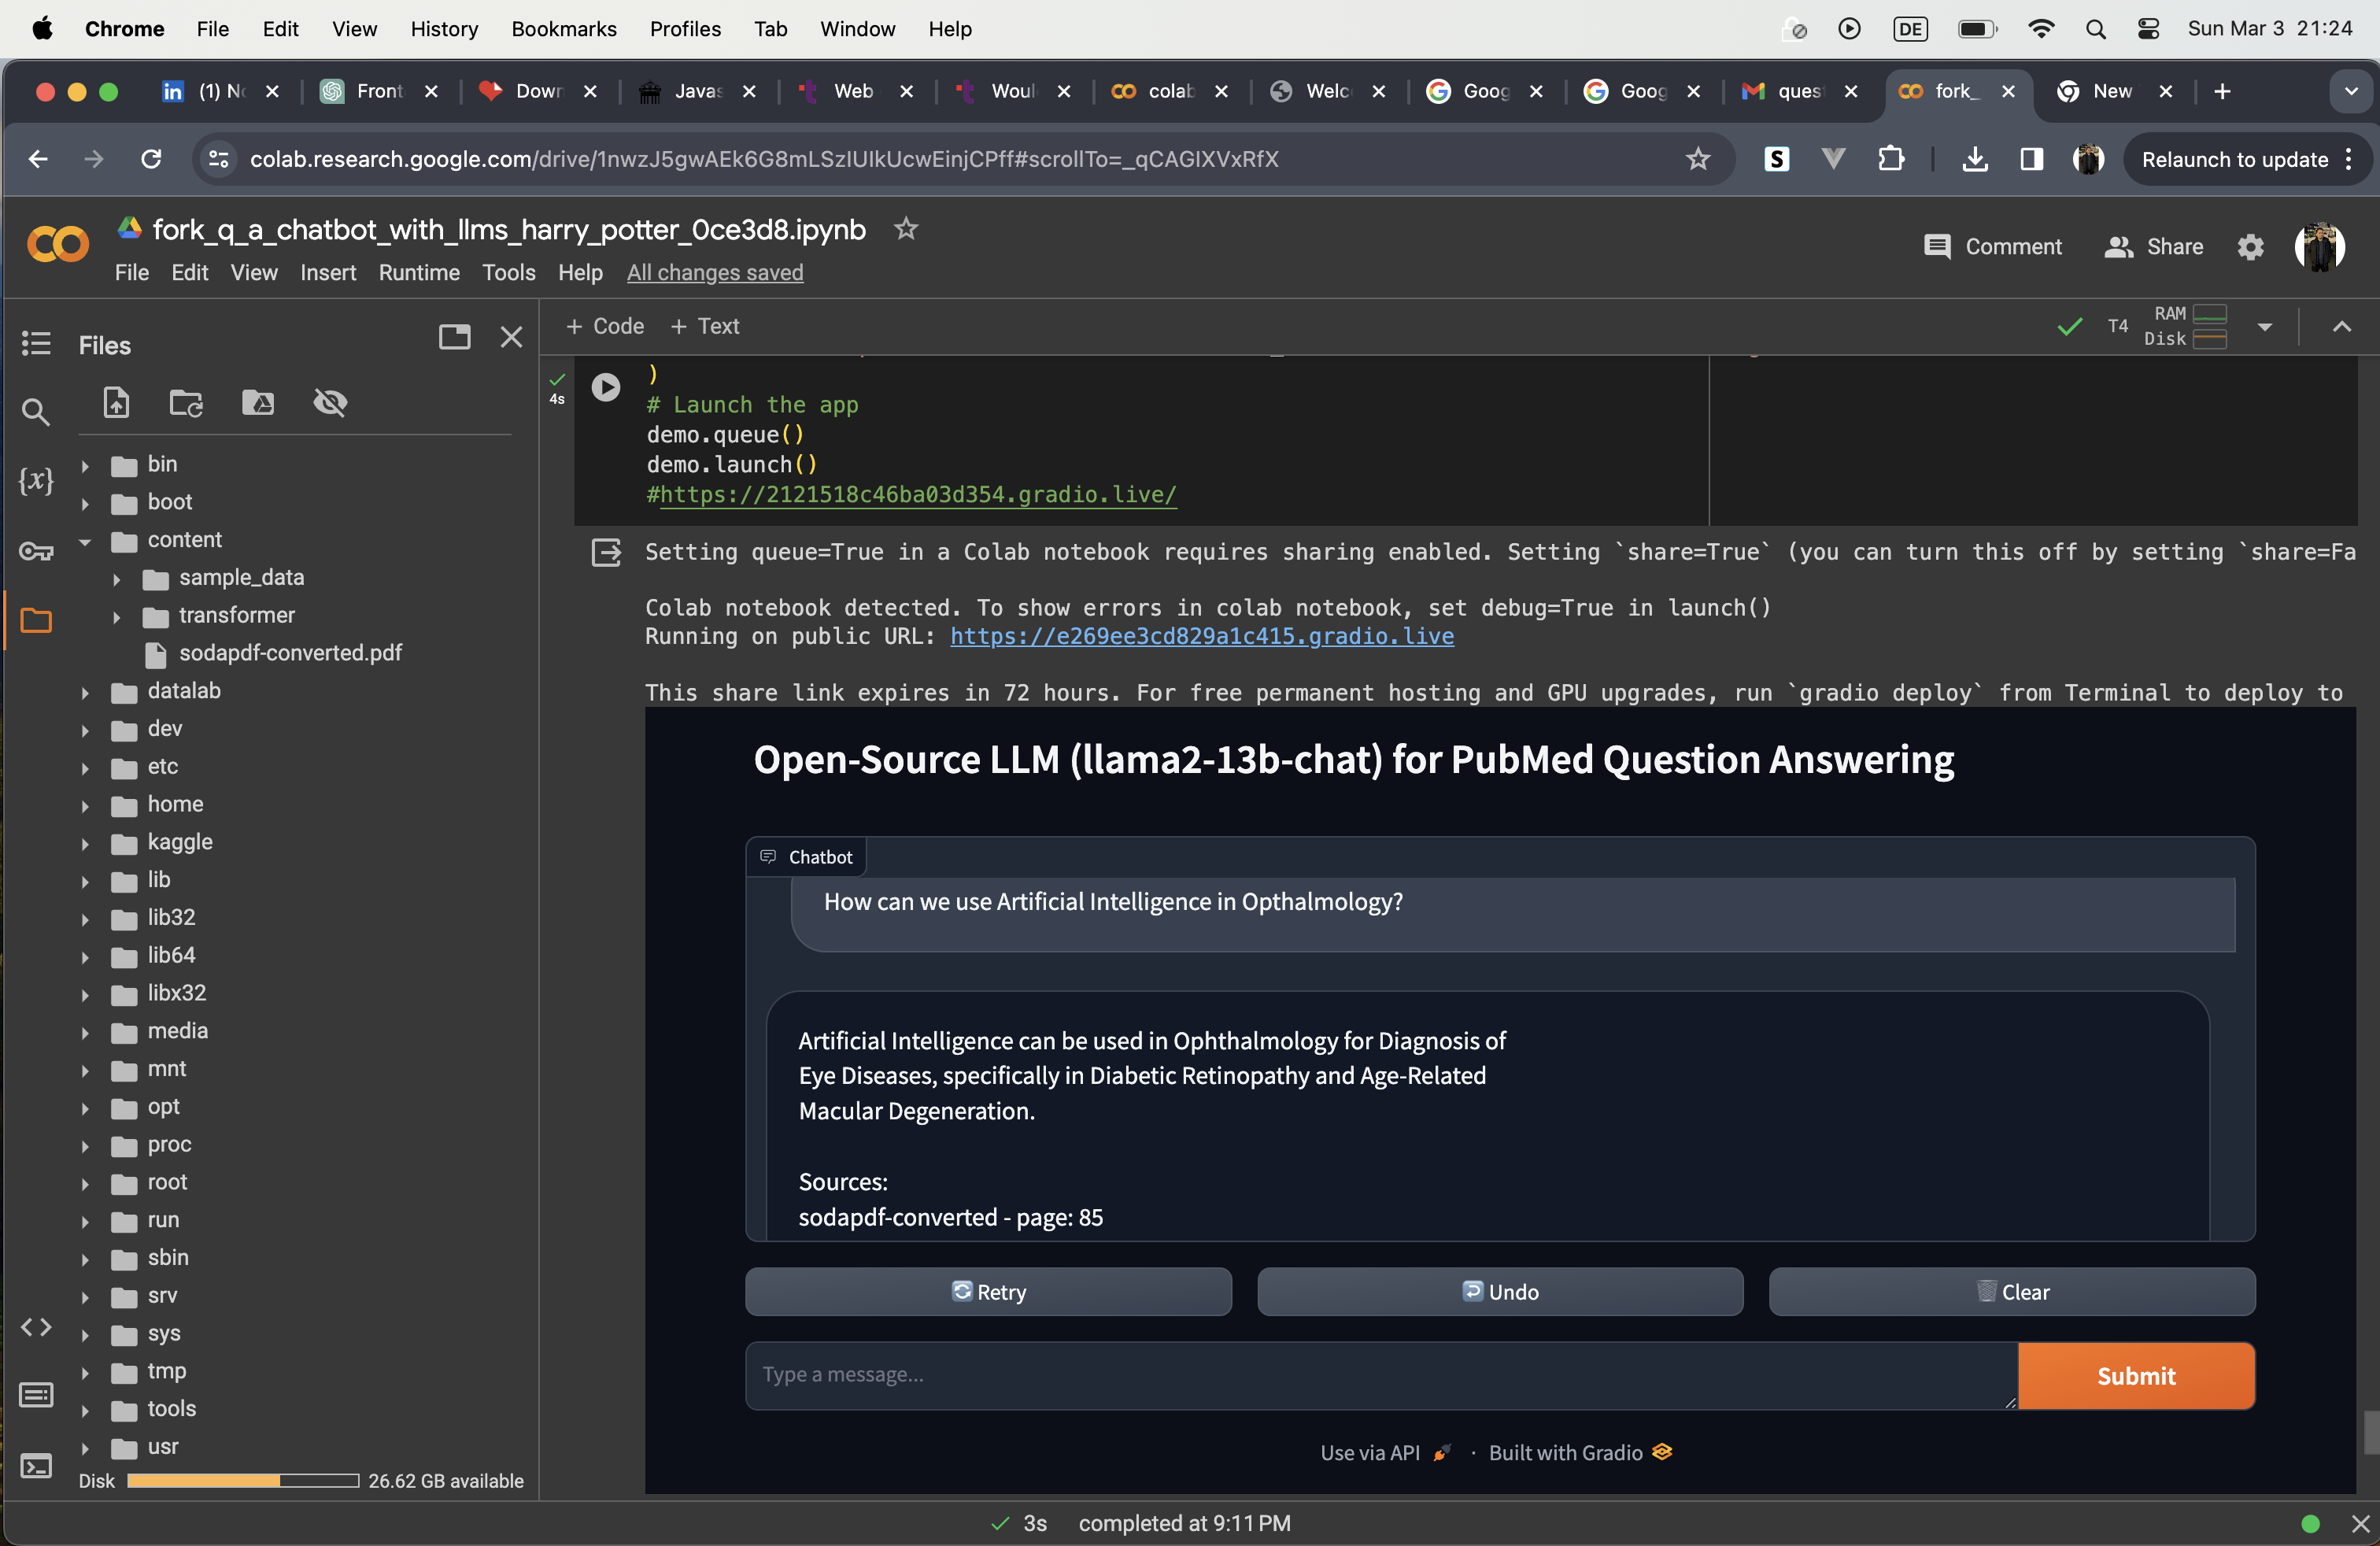 Chrome File Edit View History Bookmarks Profiles Tab Window Help DE Sun Mar 3 21:24
in (1) Front Down Javas Web Woul colab Welc Goog Goog ques fork_ New
colab.research.google.com/drive/1nwzJ5gwAEk6G8mLSzIUIkUcwEinjCPff#scrollTo=_qCAGIXVxRfX S Relaunch to update
fork_q_a_chatbot_with_llms_harry_potter_0ce3d8.ipynb
File Edit View Insert Runtime Tools Help All changes saved
Comment Share
Files
+ Code + Text
T4 RAM
Disk
{x}
bin
boot
content
sample_data
transformer
sodapdf-converted.pdf
datalab
dev
etc
home
kaggle
lib
lib32
lib64
libx32
media
mnt
opt
proc
root
run
sbin
srv
sys
tmp
tools
usr
Disk 26.62 GB available
4s
)
# Launch the app
demo.queue()
demo.launch()
#https://2121518c46ba03d354.gradio.live/
Setting queue=True in a Colab notebook requires sharing enabled. Setting `share=True` (you can turn this off by setting `share=Fa
Colab notebook detected. To show errors in colab notebook, set debug=True in launch()
Running on public URL: https://e269ee3cd829a1c415.gradio.live
This share link expires in 72 hours. For free permanent hosting and GPU upgrades, run `gradio deploy` from Terminal to deploy to
Open-Source LLM (llama2-13b-chat) for PubMed Question Answering
Chatbot
How can we use Artificial Intelligence in Opthalmology?
Artificial Intelligence can be used in Ophthalmology for Diagnosis of
Eye Diseases, specifically in Diabetic Retinopathy and Age-Related
Macular Degeneration.
Sources:
sodapdf-converted - page: 85
Retry Undo Clear
Type a message...
Submit
Use via API · Built with Gradio
3s completed at 9:11 PM